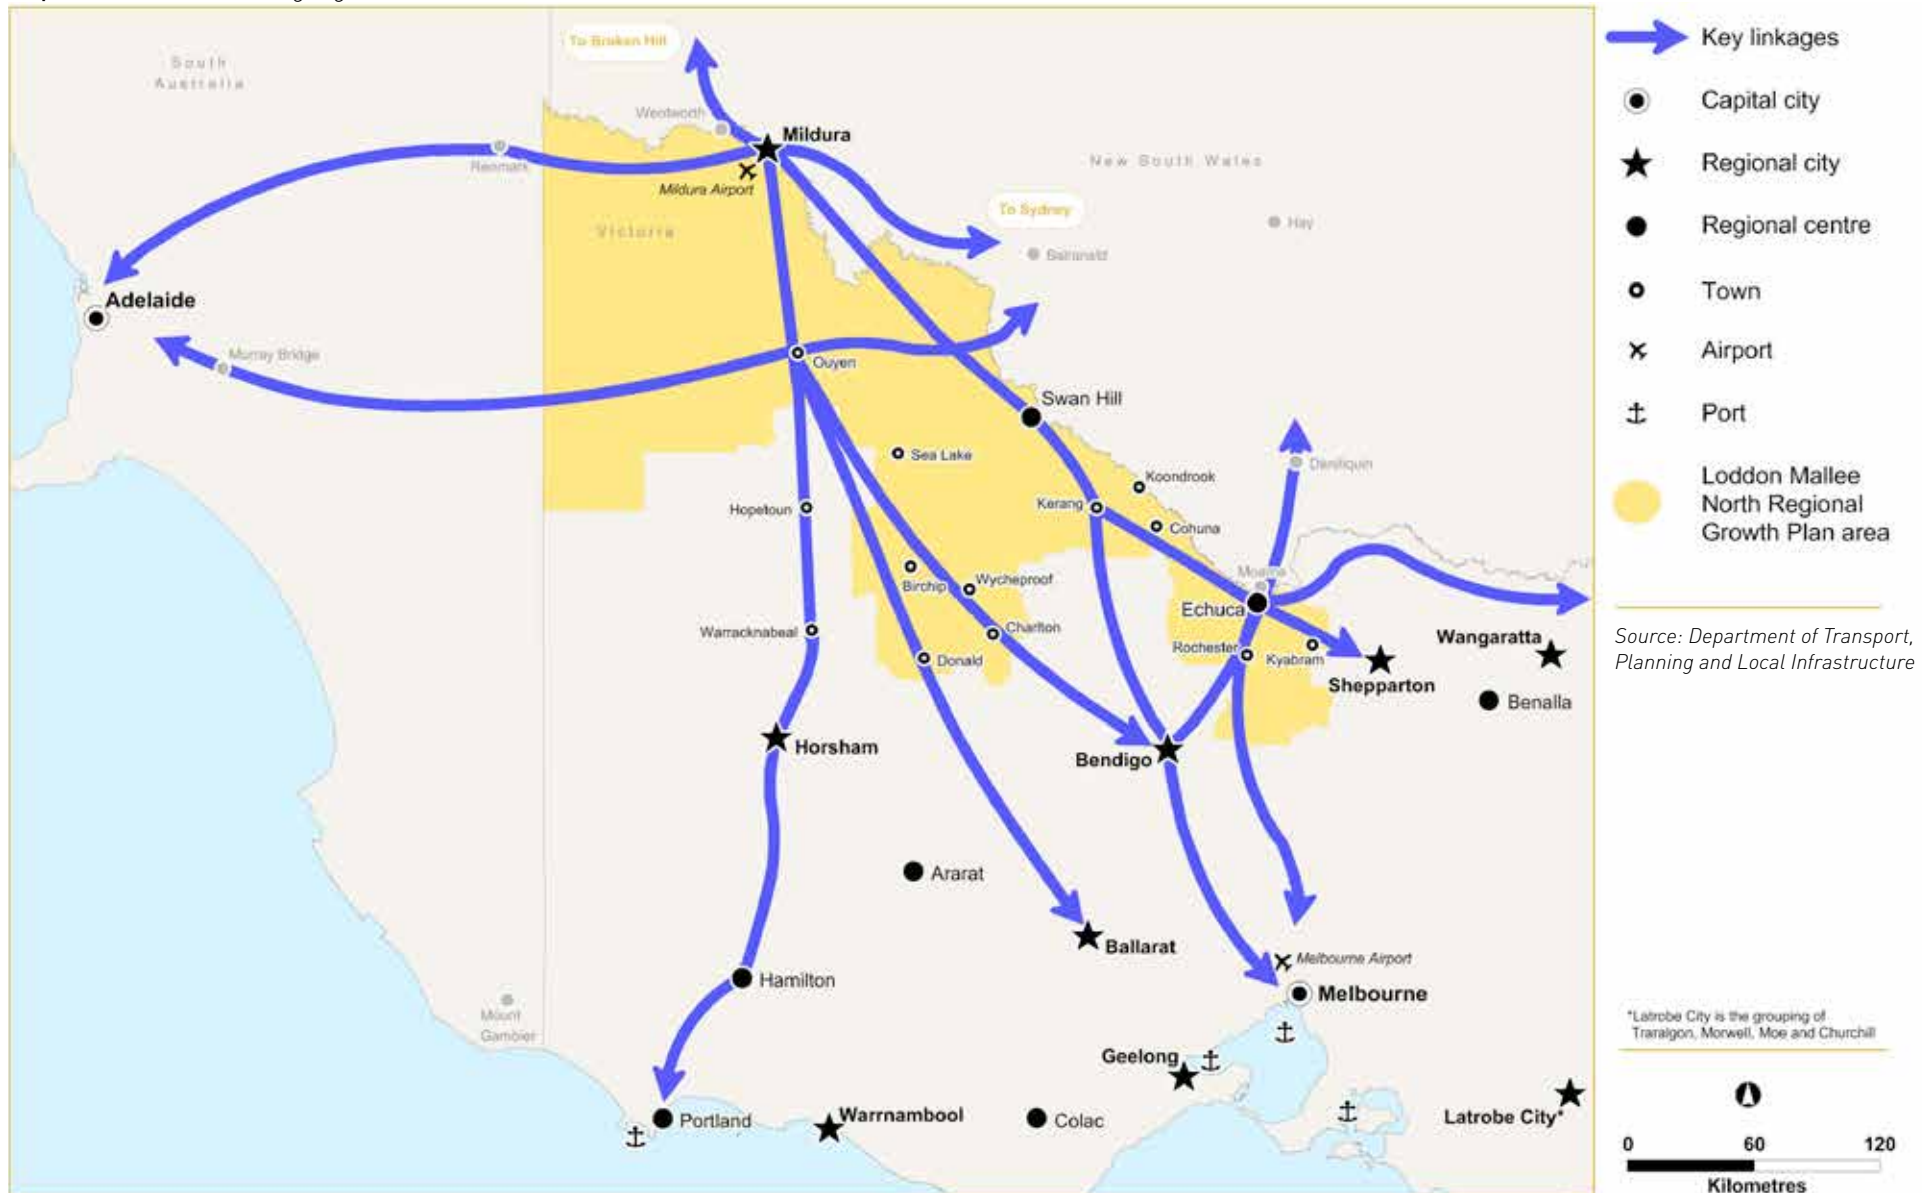 To Broken Hill
South
Australia
Wentworth
Mildura
Renmark
Mildura Airport
New South Wales
To Sydney
Hay
Victoria
Balranald
Adelaide
Murray Bridge
Ouyen
Swan Hill
Sea Lake
Deniliquin
Koondrook
Hopetoun
Kerang
Cohuna
Moama
Birchip
Wycheproof
Echuca
Warracknabeal
Charlton
Donald
Rochester
Kyabram
Wangaratta
Shepparton
Benalla
Horsham
Bendigo
Ararat
Ballarat
Hamilton
Melbourne Airport
Melbourne
Mount
Gambier
Geelong
Portland
Warrnambool
Colac
Latrobe City*
Key linkages
Capital city
Regional city
Regional centre
Town
Airport
Port
Loddon Mallee
North Regional
Growth Plan area
Source: Department of Transport,
Planning and Local Infrastructure
*Latrobe City is the grouping of
Traralgon, Morwell, Moe and Churchill
0 60 120
Kilometres